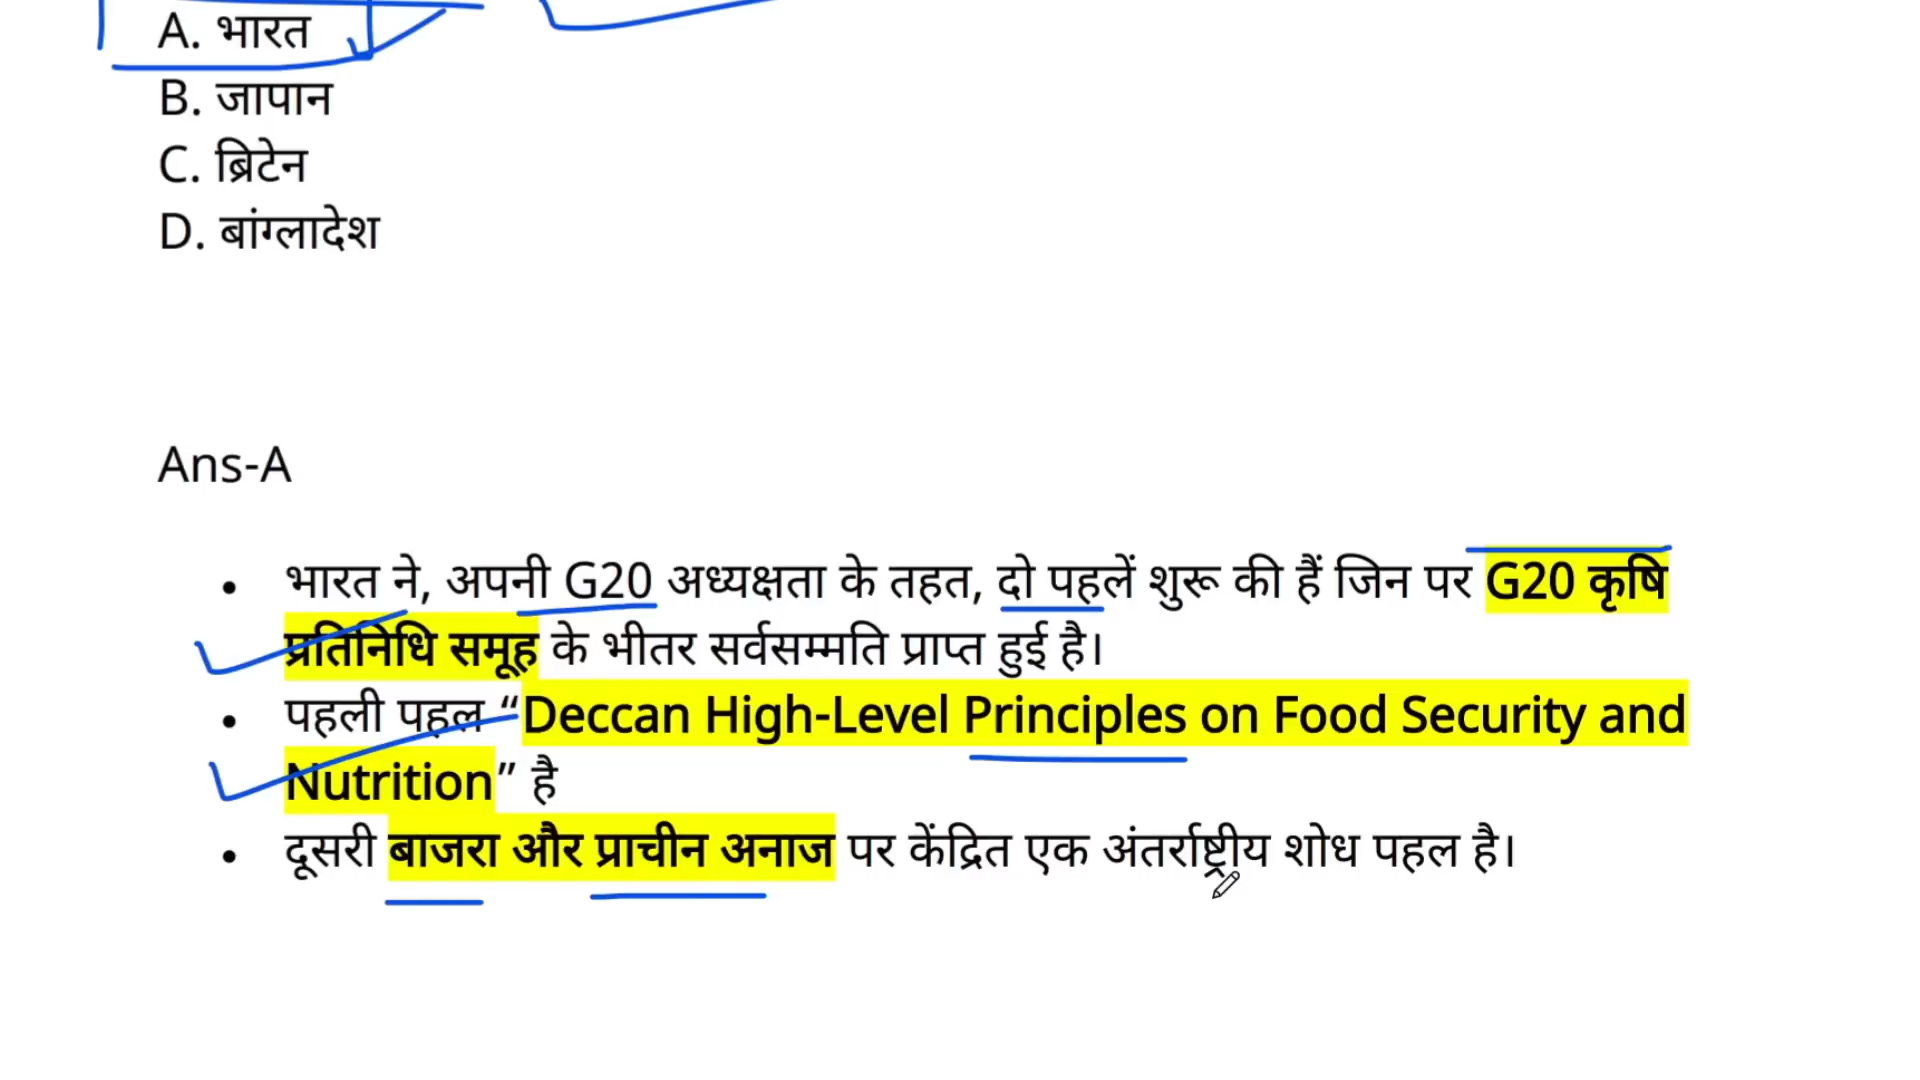 A. भारत
B. जापान
C. ब्रिटेन
D. बांग्लादेश
Ans-A
• भारत ने, अपनी G20 अध्यक्षता के तहत, दो पहलें शुरू की हैं जिन पर G20 कृषि
प्रतिनिधि समूह के भीतर सर्वसम्मति प्राप्त हुई है।
• पहली पहल “Deccan High-Level Principles on Food Security and
Nutrition” है
• दूसरी बाजरा और प्राचीन अनाज पर केंद्रित एक अंतर्राष्ट्रीय शोध पहल है।